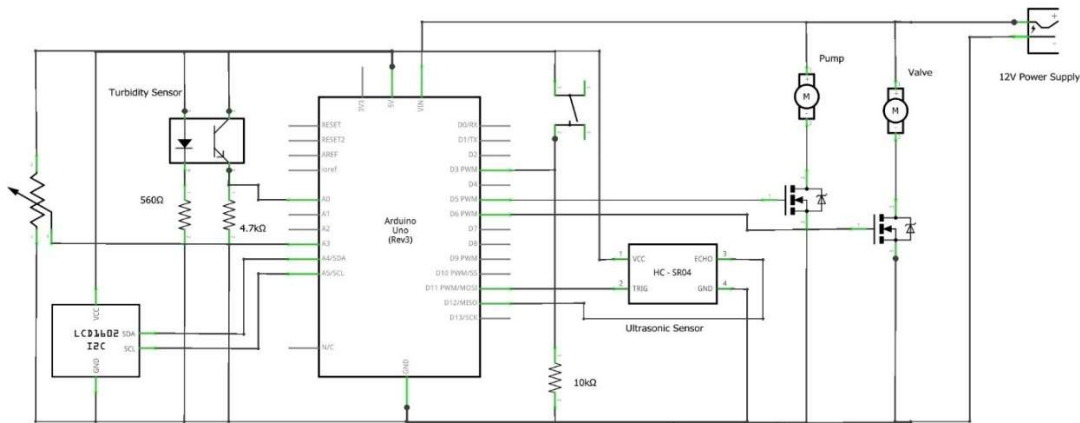 Pump
Valve
12V Power Supply
Turbidity Sensor
560Ω
4.7kΩ
3V3
5V
VIN
RESET
RESET2
AREF
ioref
A0
A1
A2
A3
A4/SDA
A5/SCL
N/C
Arduino
Uno
(Rev3)
D0/RX
D1/TX
D2
D3 PWM
D4
D5 PWM
D6 PWM
D7
D8
D9 PWM
D10 PWM/SS
D11 PWM/MOSI
D12/MISO
D13/SCK
GND
M
M
1
VCC
ECHO
3
HC - SR04
2
TRIG
GND
4
Ultrasonic Sensor
10kΩ
VCC
LCD1602
I2C
SDA
SCL
GND